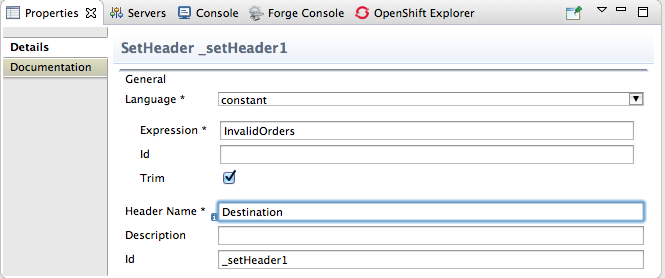 Properties Servers Console Forge Console OpenShift Explorer
Details
Documentation
SetHeader _setHeader1
General
Language * constant
Expression * InvalidOrders
Id
Trim
Header Name * Destination
Description
Id _setHeader1